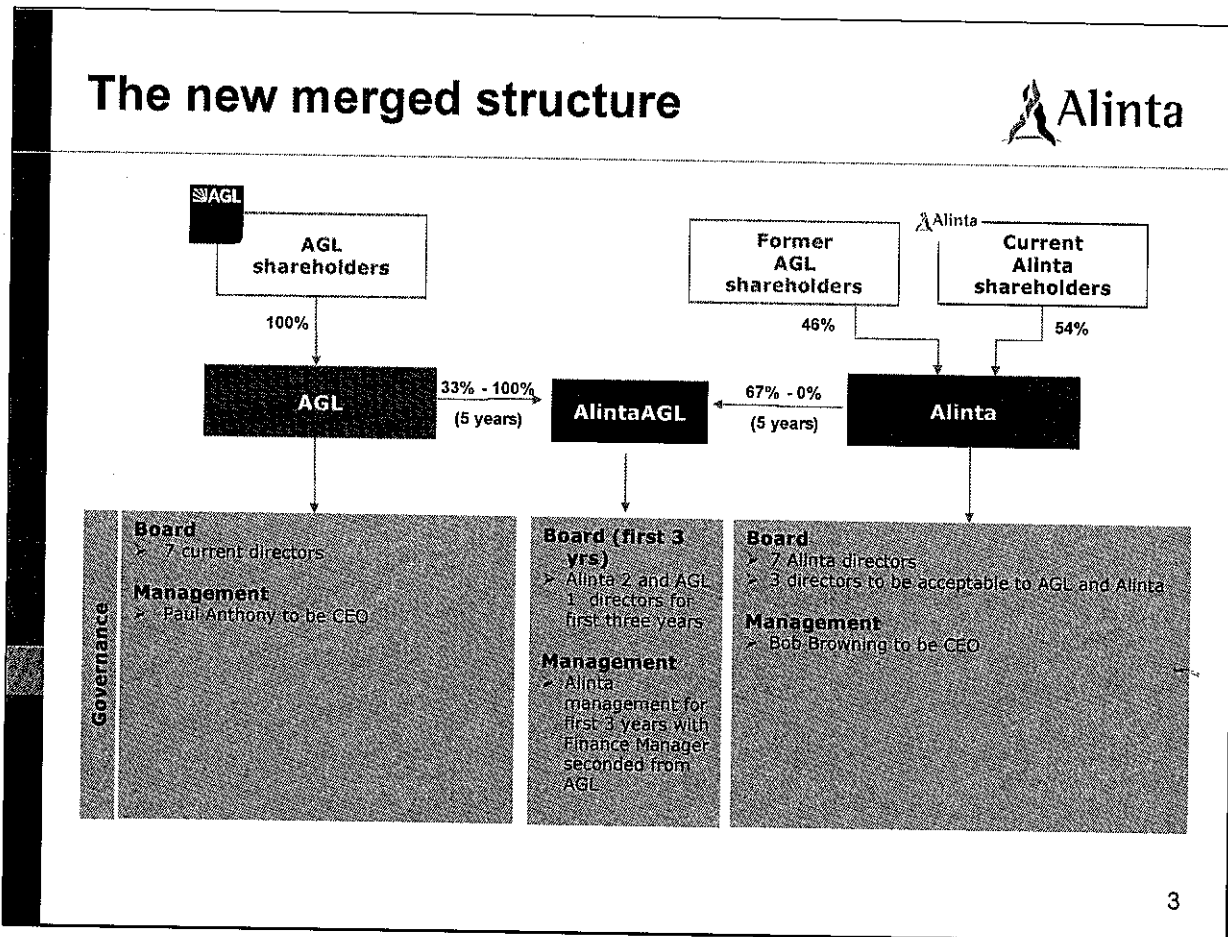 The new merged structure
Alinta
AGL
AGL
shareholders
Former
AGL
shareholders
Alinta
Current
Alinta
shareholders
100%
46%
54%
AGL
33% - 100%
(5 years)
AlintaAGL
67% - 0%
(5 years)
Alinta
Governance
Board
➢ 7 current directors
Management
➢ Paul Anthony to be CEO
Board (first 3
yrs)
➢ Alinta 2 and AGL
1 directors for
first three years
Management
➢ Alinta
management for
first 3 years with
Finance Manager
seconded from
AGL
Board
➢ 7 Alinta directors
➢ 3 directors to be acceptable to AGL and Alinta
Management
➢ Bob Browning to be CEO
3